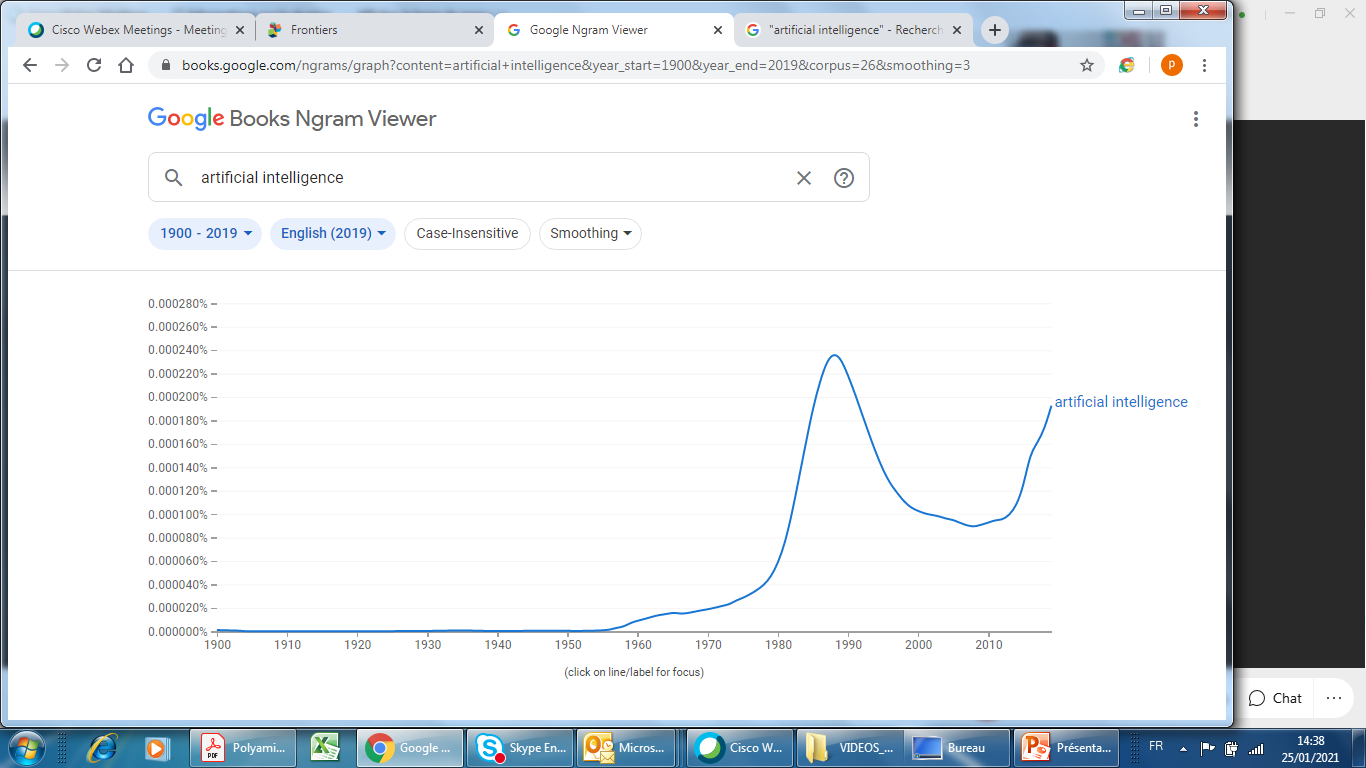 Cisco Webex Meetings - Meeting
Frontiers
Google Ngram Viewer
"artificial intelligence" - Recherch
books.google.com/ngrams/graph?content=artificial+intelligence&year_start=1900&year_end=2019&corpus=26&smoothing=3
P
Google Books Ngram Viewer
artificial intelligence
1900 - 2019
English (2019)
Case-Insensitive
Smoothing
0.000280%
0.000260%
0.000240%
0.000220%
0.000200%
0.000180%
0.000160%
0.000140%
0.000120%
0.000100%
0.000080%
0.000060%
0.000040%
0.000020%
0.000000%
artificial intelligence
1900 1910 1920 1930 1940 1950 1960 1970 1980 1990 2000 2010
(click on line/label for focus)
Chat
Polyami...
Google ...
Skype En...
Micros...
Cisco W...
VIDEOS_...
Bureau
Présenta...
FR
14:38
25/01/2021